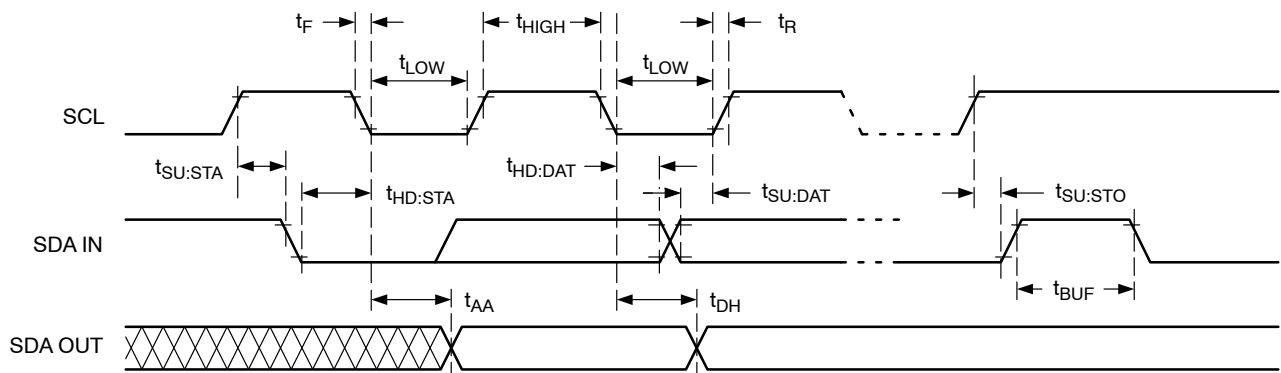 tF
tHIGH
tR
tLOW
tLOW
SCL
tSU:STA
tHD:STA
tHD:DAT
tSU:DAT
tSU:STO
SDA IN
tBUF
tAA
tDH
SDA OUT